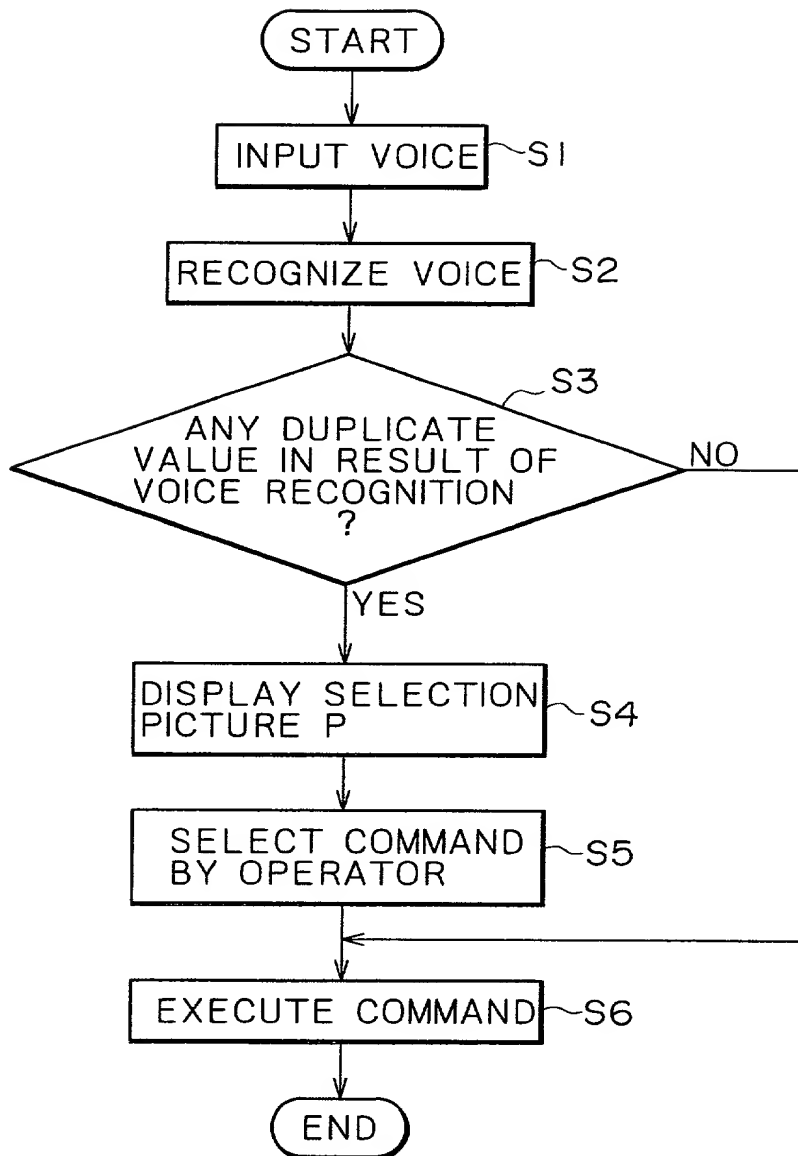 START
INPUT VOICE
S1
RECOGNIZE VOICE
S2
S3
ANY DUPLICATE
VALUE IN RESULT OF
VOICE RECOGNITION
?
NO
YES
DISPLAY SELECTION
PICTURE P
S4
SELECT COMMAND
BY OPERATOR
S5
EXECUTE COMMAND
S6
END